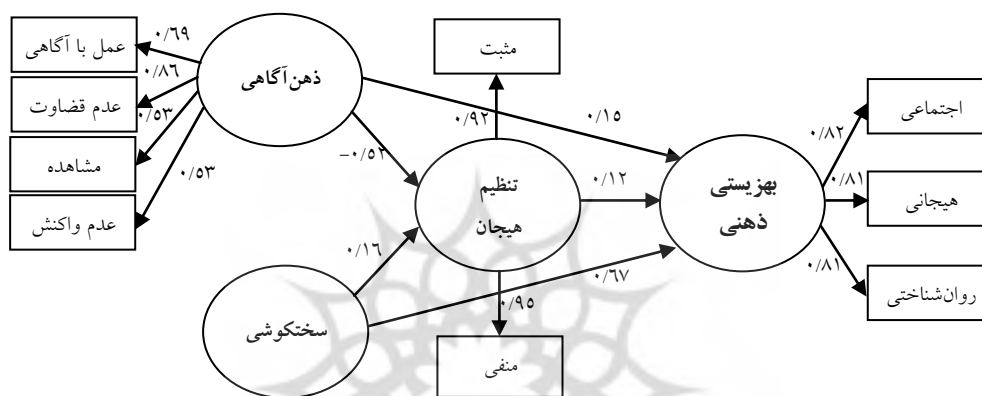 مثبت
عمل با آگاهی
۰/۶۹
ذهن‌آگاهی
۰/۸۶
عدم قضاوت
۰/۵۳
مشاهده
۰/۵۳
عدم واکنش
۰/۹۲
۰/۱۵
-۰/۵۲
تنظیم
هیجان
۰/۱۲
بهزیستی
ذهنی
اجتماعی
۰/۸۲
هیجانی
۰/۸۱
روان‌شناختی
۰/۸۱
۰/۱۶
۰/۶۷
سختکوشی
۰/۹۵
منفی